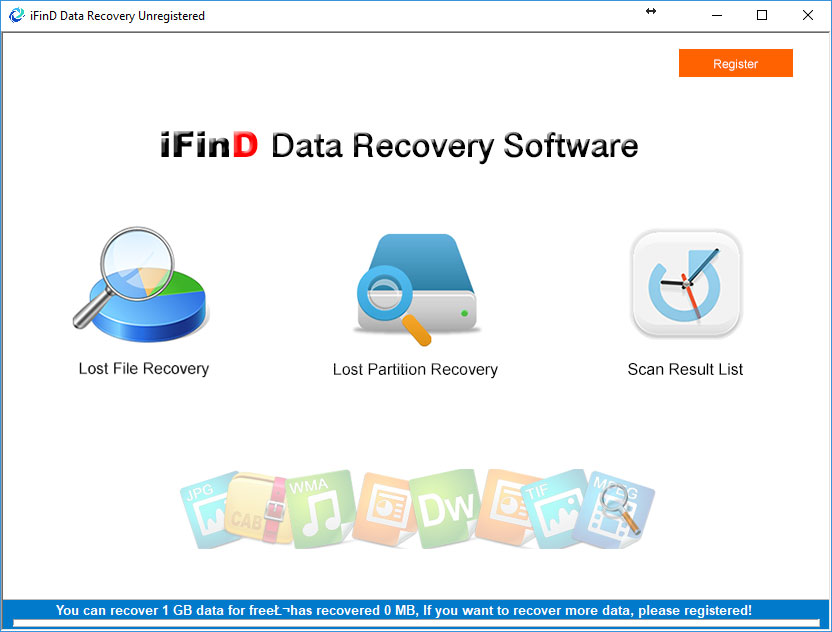 iFinD Data Recovery Unregistered
Register
iFinD Data Recovery Software
Lost File Recovery
Lost Partition Recovery
Scan Result List
JPG
CAB
WMA
Dw
TIF
MPEG
You can recover 1 GB data for freeŁ¬has recovered 0 MB, If you want to recover more data, please registered!